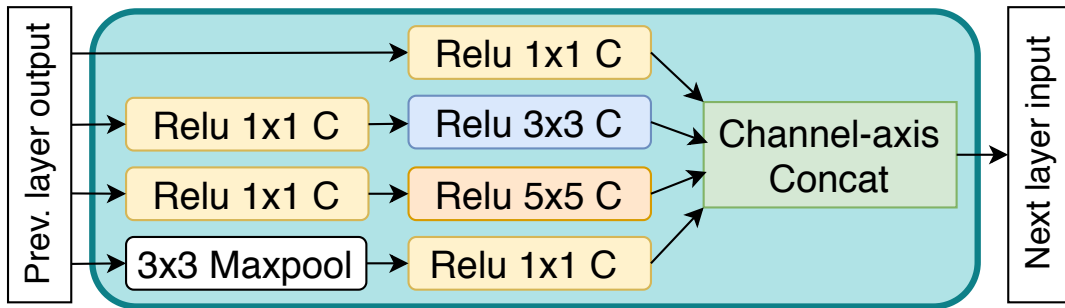 Prev. layer output
Relu 1x1 C
Relu 1x1 C
Relu 3x3 C
Relu 1x1 C
Relu 5x5 C
3x3 Maxpool
Relu 1x1 C
Channel-axis
Concat
Next layer input